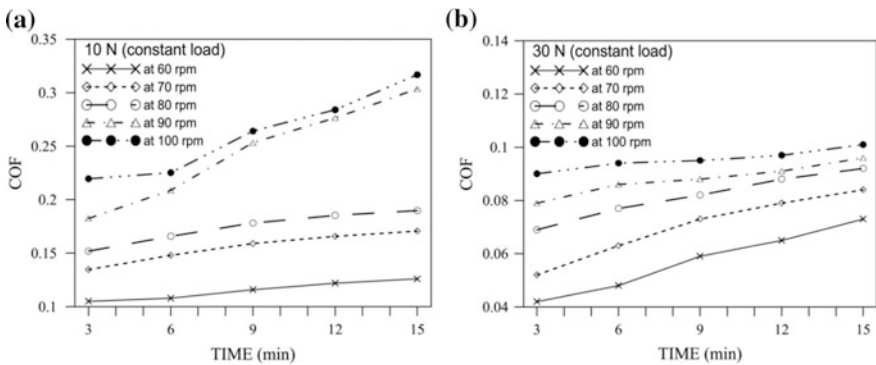 (a)
0.35
10 N (constant load)
at 60 rpm
at 70 rpm
at 80 rpm
at 90 rpm
at 100 rpm
0.3
0.25
0.2
0.15
0.1
COF
3 6 9 12 15
TIME (min)
(b)
0.14
30 N (constant load)
at 60 rpm
at 70 rpm
at 80 rpm
at 90 rpm
at 100 rpm
0.12
0.1
0.08
0.06
0.04
COF
3 6 9 12 15
TIME (min)